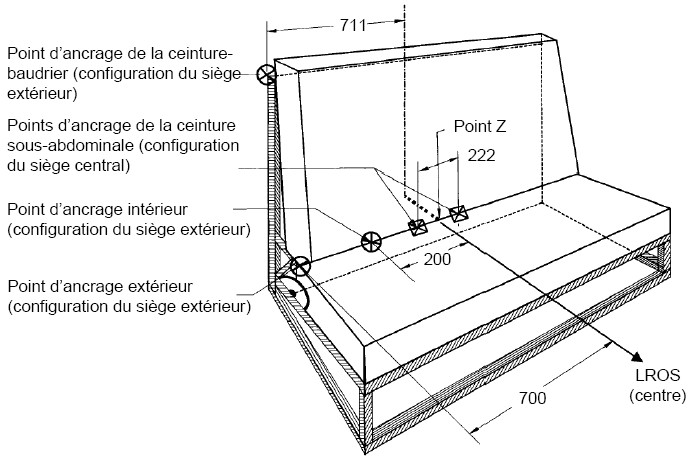 711
Point d'ancrage de la ceinture-
baudrier (configuration du siège
extérieur)
Points d'ancrage de la ceinture
sous-abdominale (configuration
du siège central)
Point Z
222
Point d'ancrage intérieur
(configuration du siège extérieur)
200
Point d'ancrage extérieur
(configuration du siège extérieur)
LROS
(centre)
700